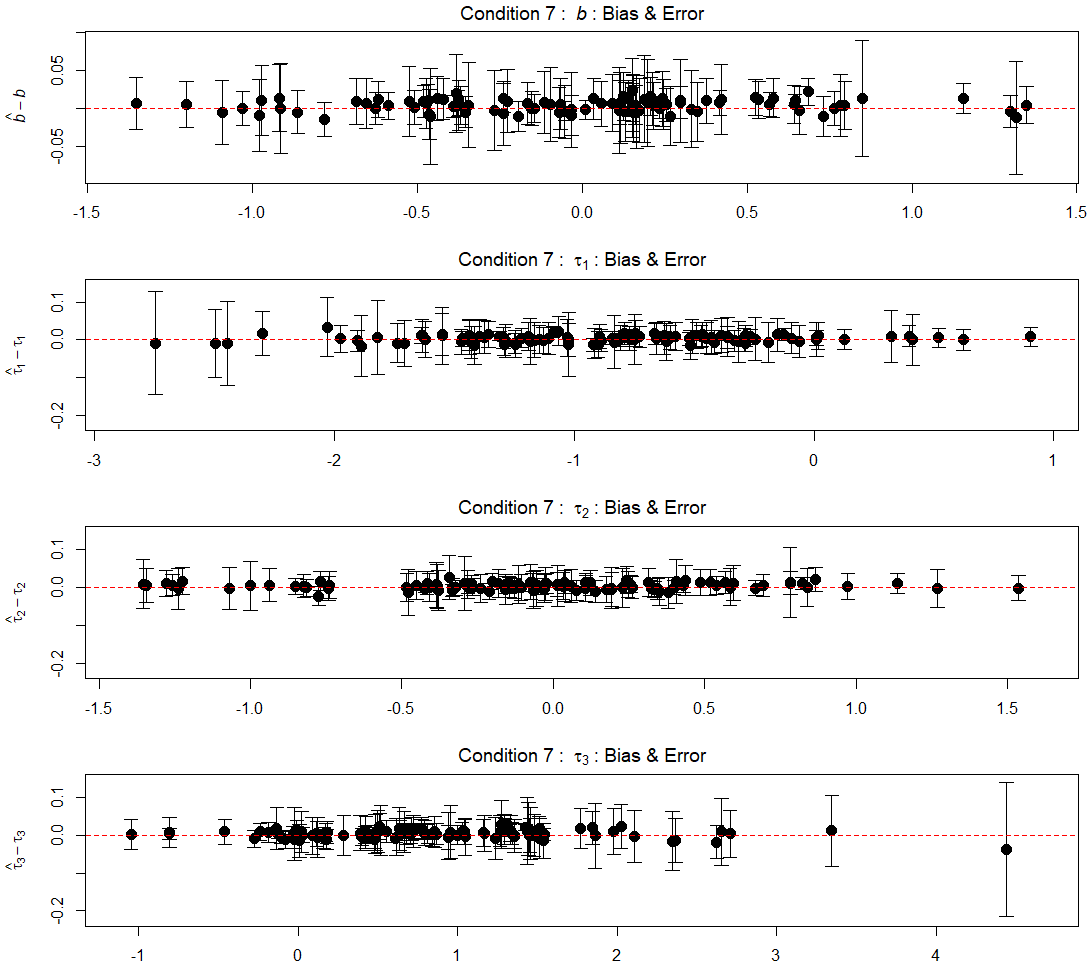 Condition 7 : b : Bias & Error
b̂ − b
0.05
-0.05
-1.5 -1.0 -0.5 0.0 0.5 1.0 1.5
Condition 7 : τ₁ : Bias & Error
τ̂₁ − τ₁
0.1
0.0
-0.2
-3 -2 -1 0 1
Condition 7 : τ₂ : Bias & Error
τ̂₂ − τ₂
0.1
0.0
-0.2
-1.5 -1.0 -0.5 0.0 0.5 1.0 1.5
Condition 7 : τ₃ : Bias & Error
τ̂₃ − τ₃
0.1
0.0
-0.2
-1 0 1 2 3 4